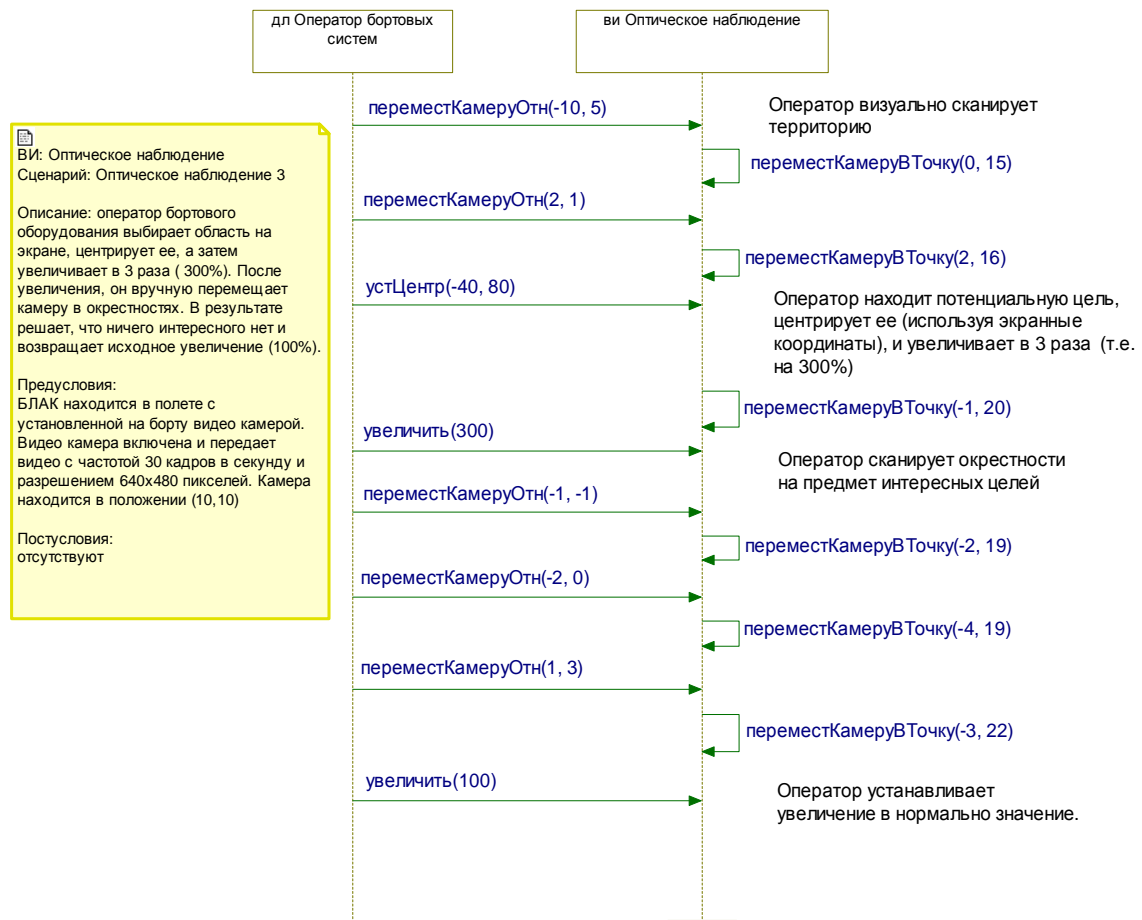 дл Оператор бортовых
систем
ви Оптическое наблюдение
ВИ: Оптическое наблюдение
Сценарий: Оптическое наблюдение 3
Описание: оператор бортового
оборудования выбирает область на
экране, центрирует ее, а затем
увеличивает в 3 раза ( 300%). После
увеличения, он вручную перемещает
камеру в окрестностях. В результате
решает, что ничего интересного нет и
возвращает исходное увеличение (100%).
Предусловия:
БЛАК находится в полете с
установленной на борту видео камерой.
Видео камера включена и передает
видео с частотой 30 кадров в секунду и
разрешением 640x480 пикселей. Камера
находится в положении (10,10)
Постусловия:
отсутствуют
переместКамеруОтн(-10, 5)
Оператор визуально сканирует
территорию
переместКамеруВТочку(0, 15)
переместКамеруОтн(2, 1)
переместКамеруВТочку(2, 16)
устЦентр(-40, 80)
Оператор находит потенциальную цель,
центрирует ее (используя экранные
координаты), и увеличивает в 3 раза (т.е.
на 300%)
переместКамеруВТочку(-1, 20)
увеличить(300)
Оператор сканирует окрестности
на предмет интересных целей
переместКамеруОтн(-1, -1)
переместКамеруВТочку(-2, 19)
переместКамеруОтн(-2, 0)
переместКамеруВТочку(-4, 19)
переместКамеруОтн(1, 3)
переместКамеруВТочку(-3, 22)
увеличить(100)
Оператор устанавливает
увеличение в нормально значение.